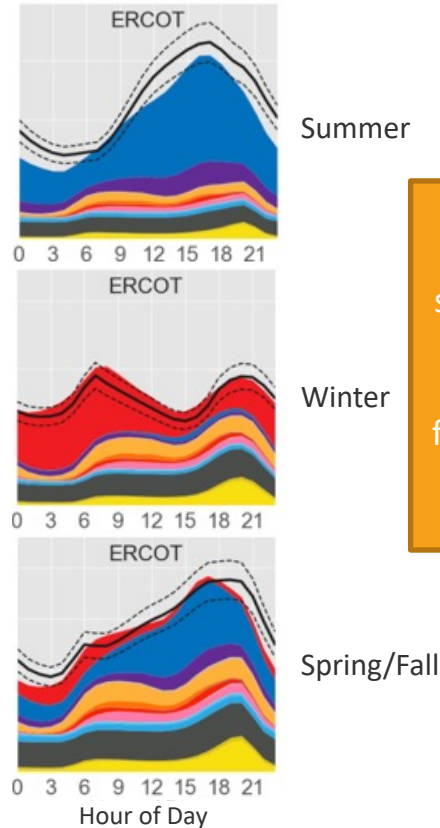 ERCOT
Summer
0 3 6 9 12 15 18 21
ERCOT
Winter
0 3 6 9 12 15 18 21
ERCOT
Spring/Fall
0 3 6 9 12 15 18 21
Hour of Day